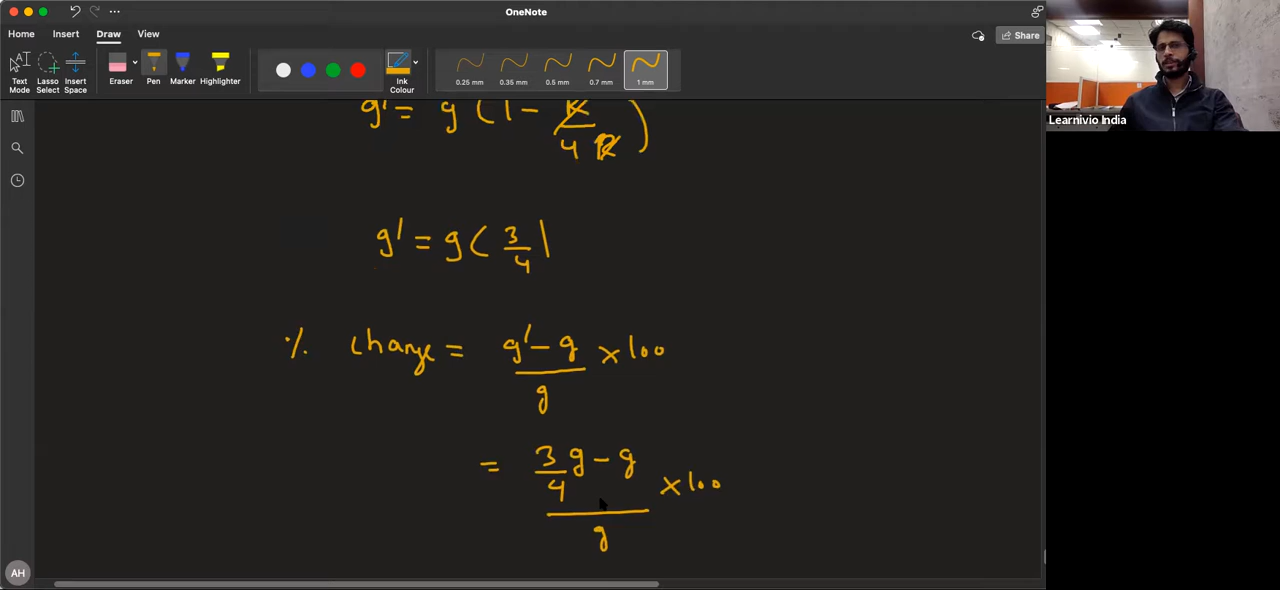 OneNote
Home Insert Draw View
Share
Text Mode Lasso Select Insert Space Eraser Pen Marker Highlighter Ink Colour 0.25 mm 0.35 mm 0.5 mm 0.7 mm 1 mm
Learnivio India
g' = g (1 - R/4R)
g' = g ( 3/4 )
% change = g' - g / g × 100
= 3/4 g - g / g × 100
AH